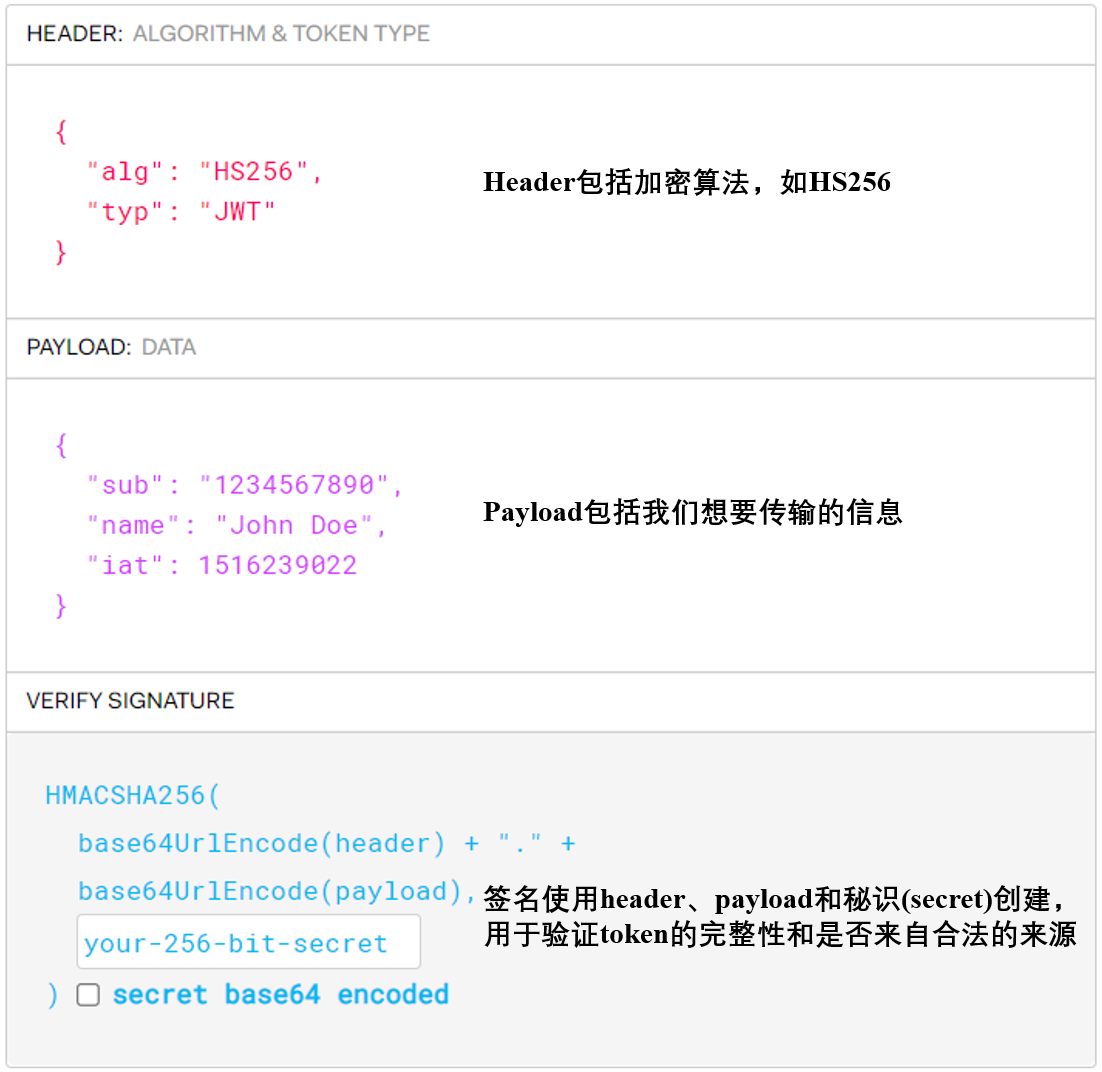 HEADER: ALGORITHM & TOKEN TYPE
{
"alg": "HS256",
"typ": "JWT"
}
Header包括加密算法，如HS256
PAYLOAD: DATA
{
"sub": "1234567890",
"name": "John Doe",
"iat": 1516239022
}
Payload包括我们想要传输的信息
VERIFY SIGNATURE
HMACSHA256(
base64UrlEncode(header) + "." +
base64UrlEncode(payload),
your-256-bit-secret
) secret base64 encoded
签名使用header、payload和秘识(secret)创建，
用于验证token的完整性和是否来自合法的来源